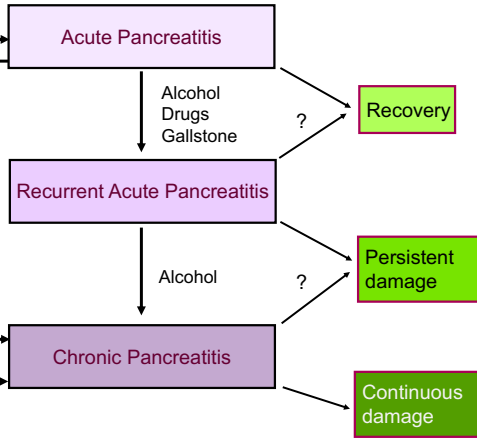 Acute Pancreatitis
Alcohol
Drugs
Gallstone
?
Recovery
Recurrent Acute Pancreatitis
Alcohol
?
Persistent
damage
Chronic Pancreatitis
Continuous
damage